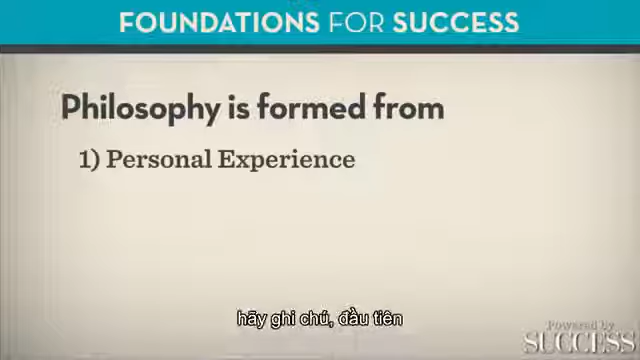 FOUNDATIONS FOR SUCCESS
Philosophy is formed from
1) Personal Experience
hãy ghi chú, đầu tiên
Powered by
SUCCESS